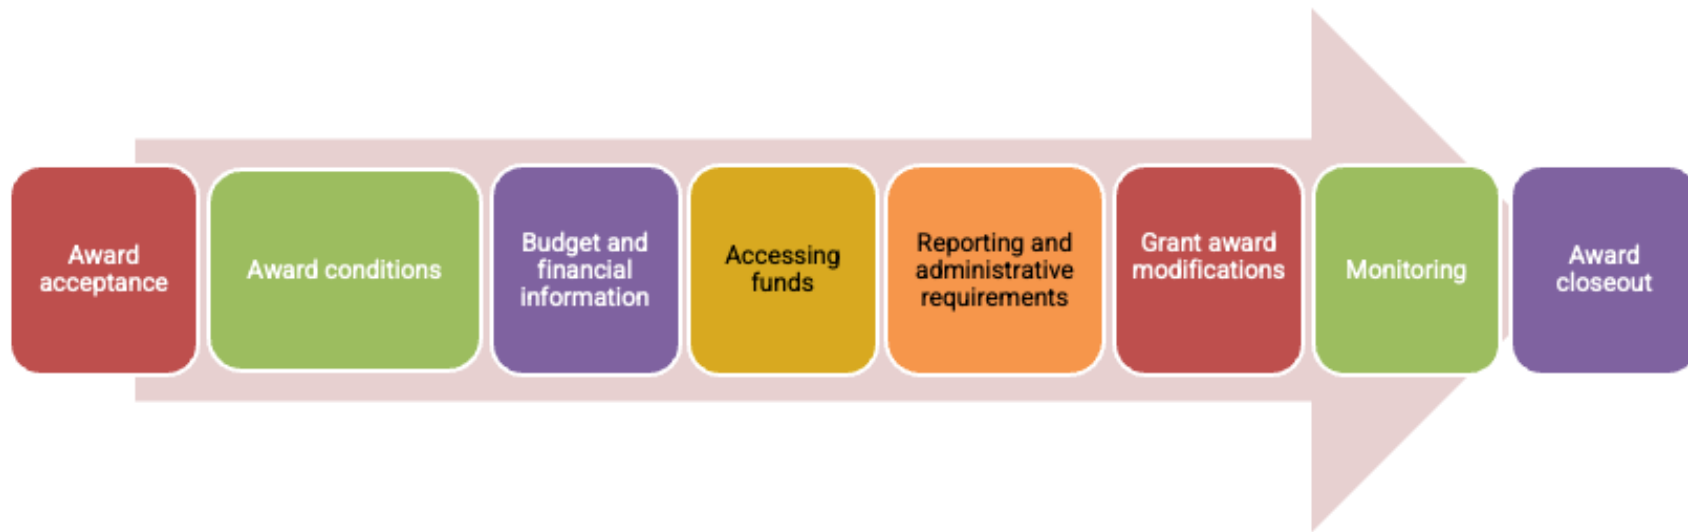 Award
acceptance
Award conditions
Budget and
financial
information
Accessing
funds
Reporting and
administrative
requirements
Grant award
modifications
Monitoring
Award
closeout